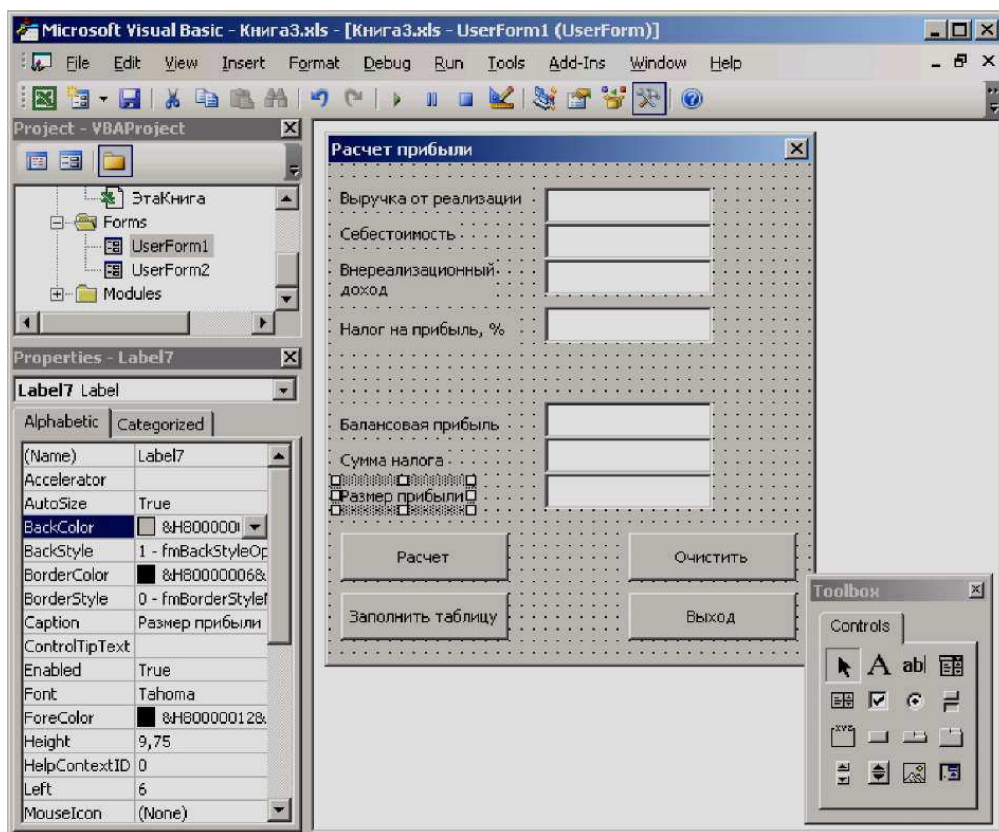 Microsoft Visual Basic - Книга3.xls - [Книга3.xls - UserForm1 (UserForm)]
File Edit View Insert Format Debug Run Tools Add-Ins Window Help
Project - VBAProject
ЭтаКнига
Forms
UserForm1
UserForm2
Modules
Properties - Label7
Label7 Label
Alphabetic Categorized
(Name) Label7
Accelerator
AutoSize True
BackColor &H800000
BackStyle 1 - fmBackStyleOp
BorderColor &H80000006&
BorderStyle 0 - fmBorderStyle
Caption Размер прибыли
ControlTipText
Enabled True
Font Tahoma
ForeColor &H80000012&
Height 9,75
HelpContextID 0
Left 6
MouseIcon (None)
Расчет прибыли
Выручка от реализации
Себестоимость
Внереализационный
доход
Налог на прибыль, %
Балансовая прибыль
Сумма налога
Размер прибыли
Расчет Очистить
Заполнить таблицу Выход
Toolbox
Controls
A abl
xyz